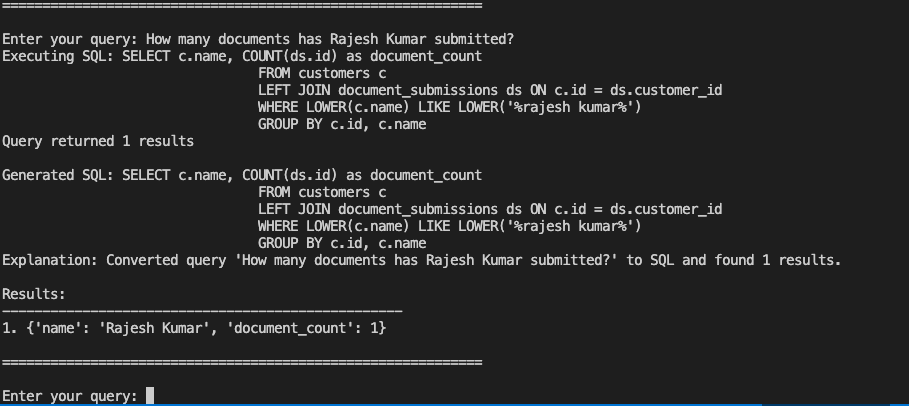 ============================================================
Enter your query: How many documents has Rajesh Kumar submitted?
Executing SQL: SELECT c.name, COUNT(ds.id) as document_count
                                FROM customers c
                                LEFT JOIN document_submissions ds ON c.id = ds.customer_id
                                WHERE LOWER(c.name) LIKE LOWER('%rajesh kumar%')
                                GROUP BY c.id, c.name
Query returned 1 results
Generated SQL: SELECT c.name, COUNT(ds.id) as document_count
                                FROM customers c
                                LEFT JOIN document_submissions ds ON c.id = ds.customer_id
                                WHERE LOWER(c.name) LIKE LOWER('%rajesh kumar%')
                                GROUP BY c.id, c.name
Explanation: Converted query 'How many documents has Rajesh Kumar submitted?' to SQL and found 1 results.
Results:
--------------------------------------------------
1. {'name': 'Rajesh Kumar', 'document_count': 1}
============================================================
Enter your query: